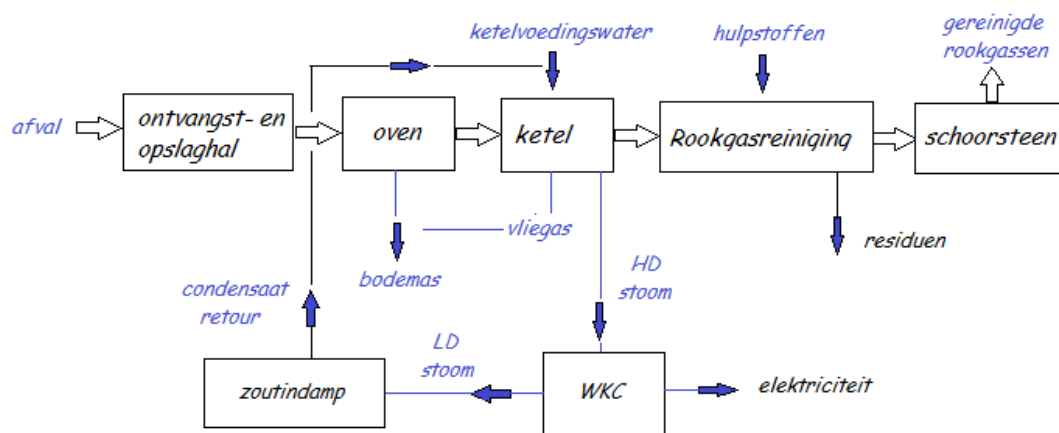 ketelvoedingswater
hulpstoffen
gereinigde
rookgassen
afval
ontvangst- en
opslaghal
oven
ketel
Rookgasreiniging
schoorsteen
vliegas
bodemas
residuen
condensaat
retour
HD
stoom
LD
stoom
zoutindamp
WKC
elektriciteit